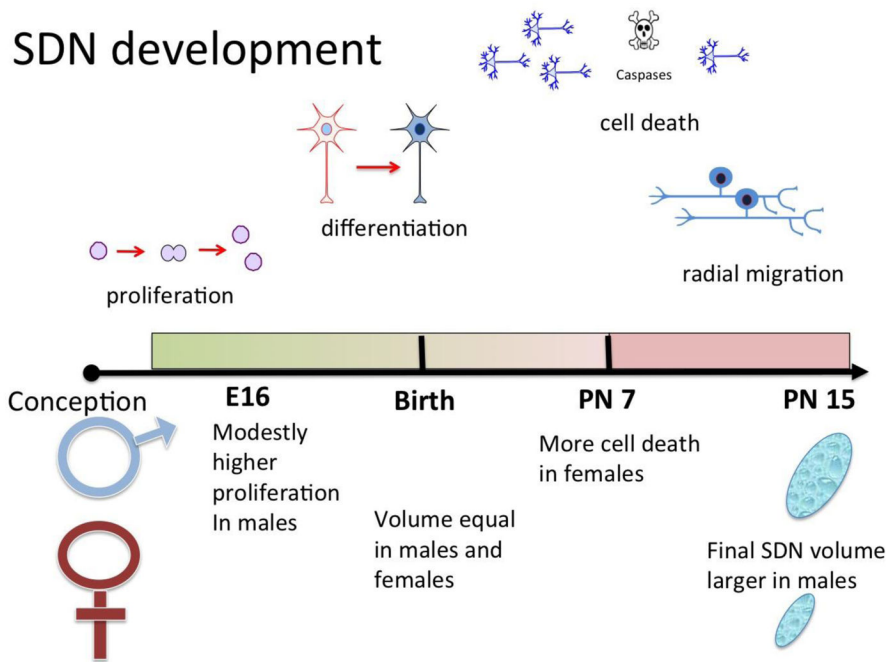 SDN development
Caspases
cell death
differentiation
radial migration
proliferation
Conception
E16
Birth
PN 7
PN 15
Modestly
higher
proliferation
In males
Volume equal
in males and
females
More cell death
in females
Final SDN volume
larger in males